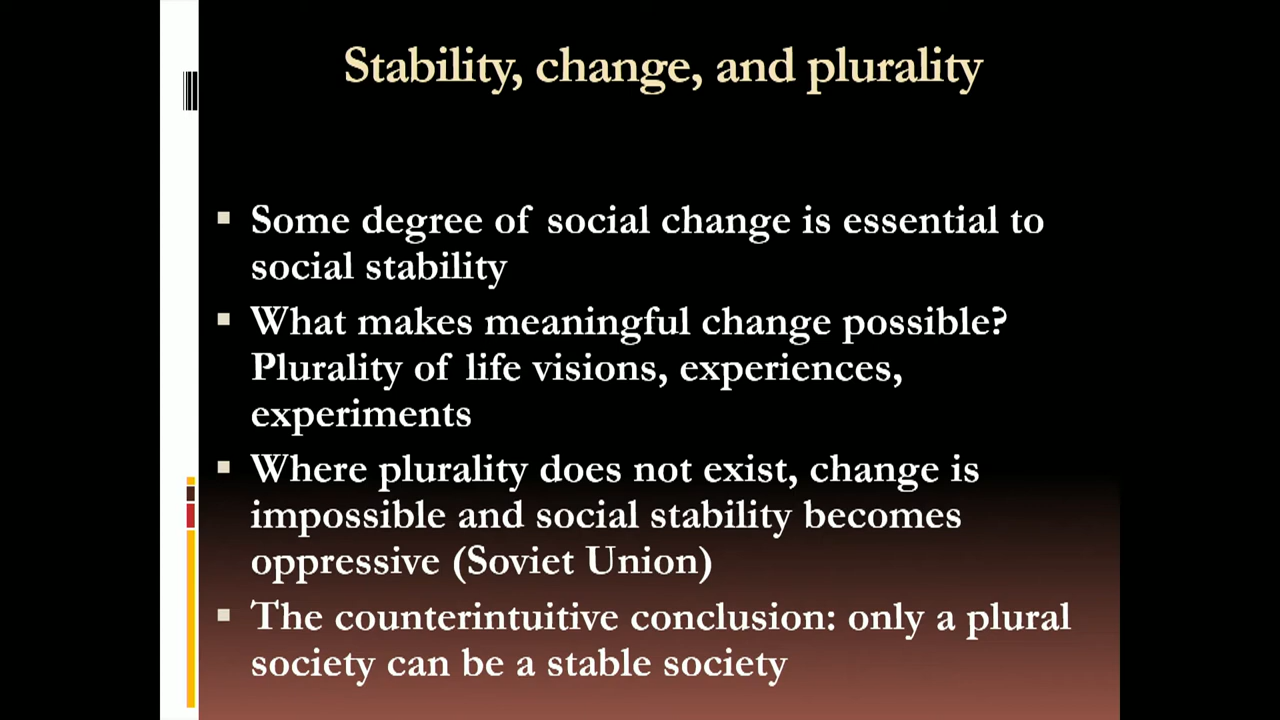 Stability, change, and plurality
▪ Some degree of social change is essential to
social stability
▪ What makes meaningful change possible?
Plurality of life visions, experiences,
experiments
▪ Where plurality does not exist, change is
impossible and social stability becomes
oppressive (Soviet Union)
▪ The counterintuitive conclusion: only a plural
society can be a stable society